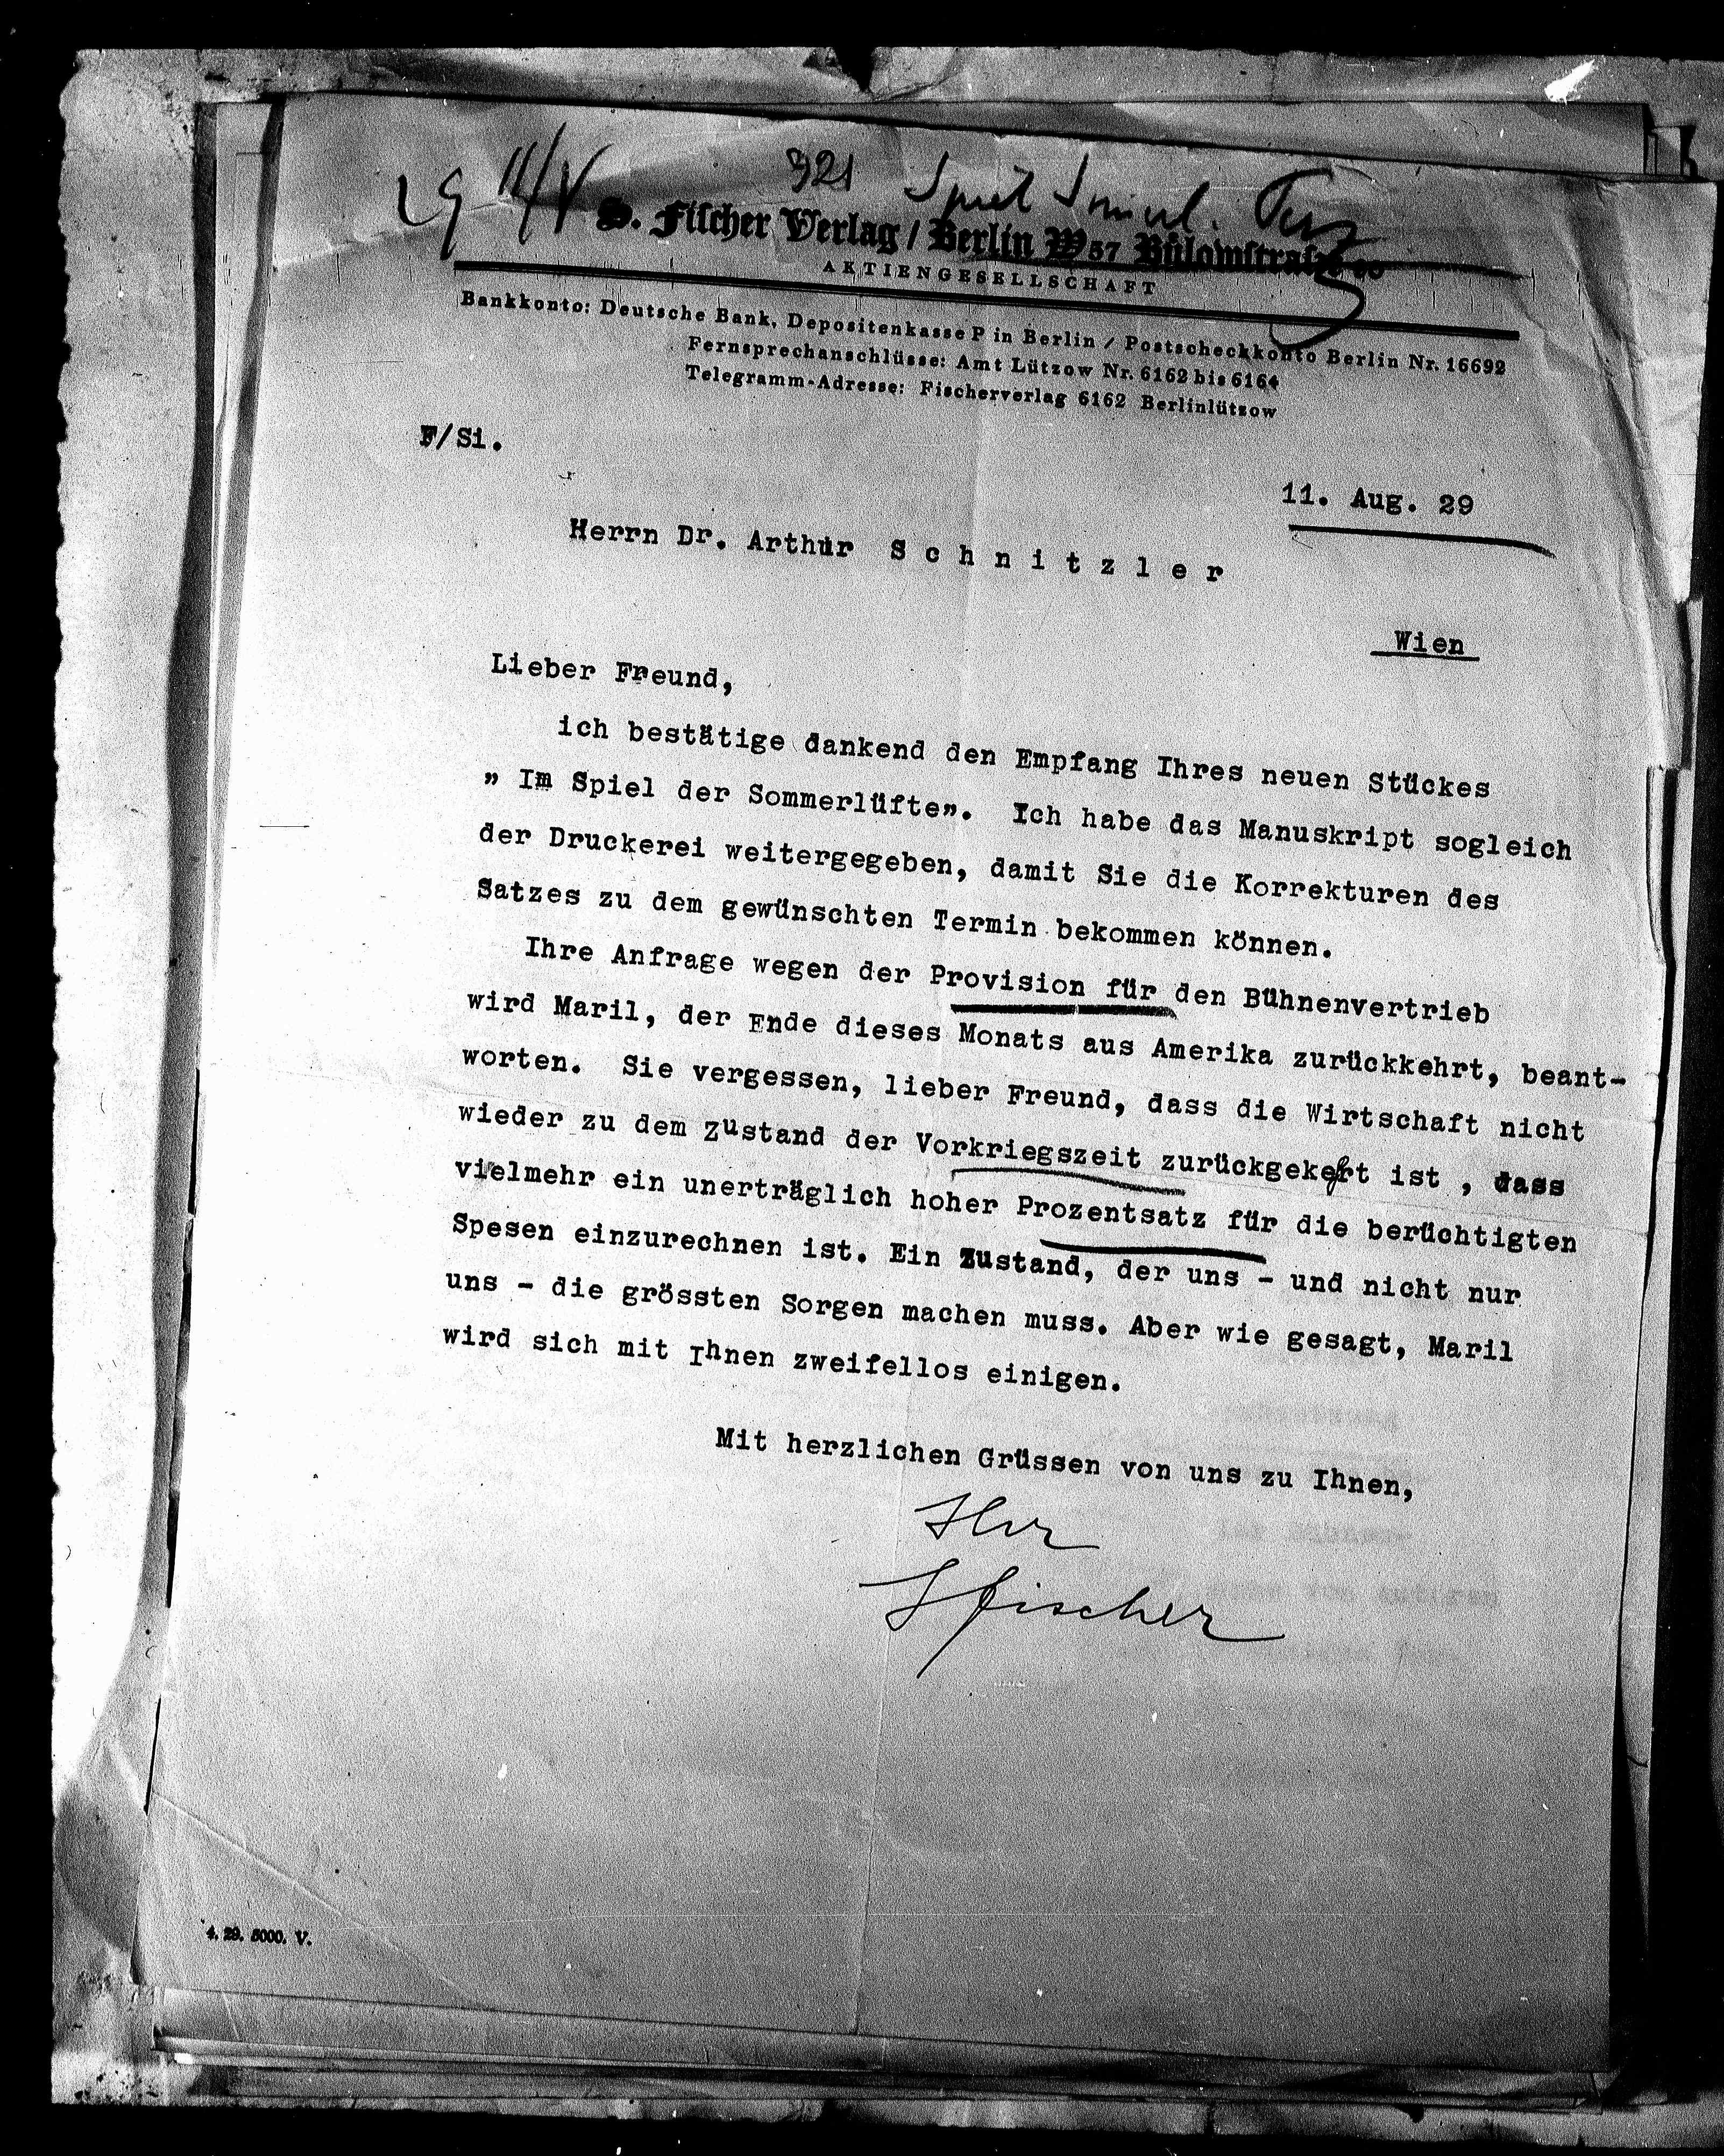 29 11/V 921 Spiel
S. Fischer Verlag / Berlin W 57 Bülowstraße 90
AKTIENGESELLSCHAFT
Bankkonto: Deutsche Bank, Depositenkasse P in Berlin / Postscheckkonto Berlin Nr. 16692
Fernsprechanschlüsse: Amt Lützow Nr. 6162 bis 6164
Telegramm-Adresse: Fischerverlag 6162 Berlinlützow
F/Si.
11. Aug. 29
Herrn Dr. Arthur Schnitzler
Wien
Lieber Freund,
ich bestätige dankend den Empfang Ihres neuen Stückes
" Im Spiel der Sommerlüfte". Ich habe das Manuskript sogleich
der Druckerei weitergegeben, damit Sie die Korrekturen des
Satzes zu dem gewünschten Termin bekommen können.
Ihre Anfrage wegen der Provision für den Bühnenvertrieb
wird Maril, der Ende dieses Monats aus Amerika zurückkehrt, beant-
worten. Sie vergessen, lieber Freund, dass die Wirtschaft nicht
wieder zu dem Zustand der Vorkriegszeit zurückgekehrt ist , dass
vielmehr ein unerträglich hoher Prozentsatz für die berüchtigten
Spesen einzurechnen ist. Ein Zustand, der uns - und nicht nur
uns - die grössten Sorgen machen muss. Aber wie gesagt, Maril
wird sich mit Ihnen zweifellos einigen.
Mit herzlichen Grüssen von uns zu Ihnen,
Ihr
SFischer
4. 29. 5000. V.